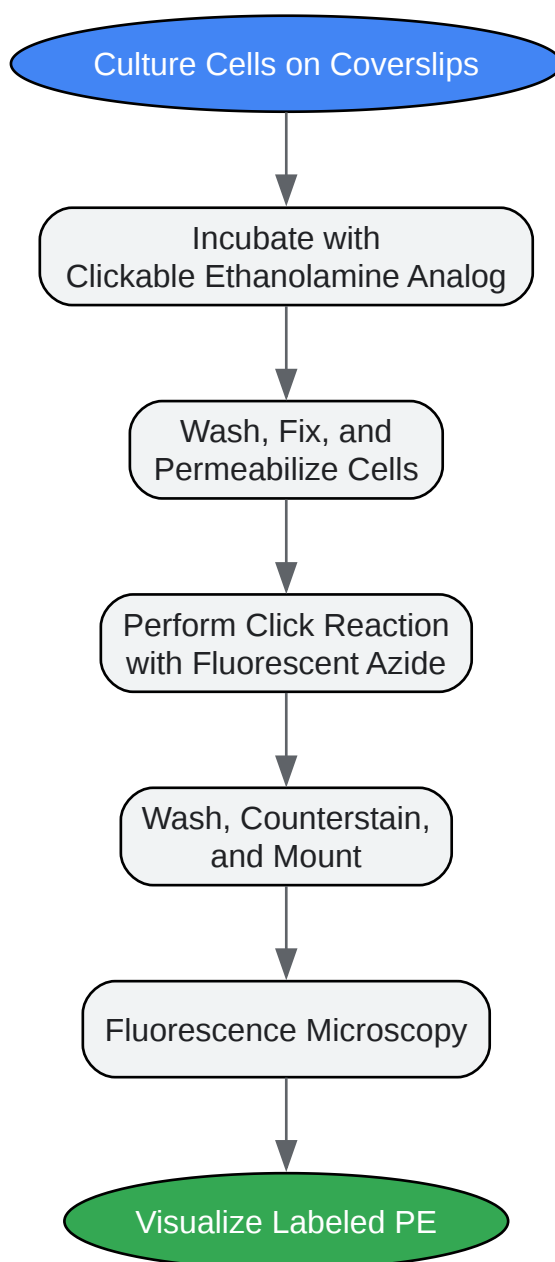 Culture Cells on Coverslips
Incubate with
Clickable Ethanolamine Analog
Wash, Fix, and
Permeabilize Cells
Perform Click Reaction
with Fluorescent Azide
Wash, Counterstain,
and Mount
Fluorescence Microscopy
Visualize Labeled PE